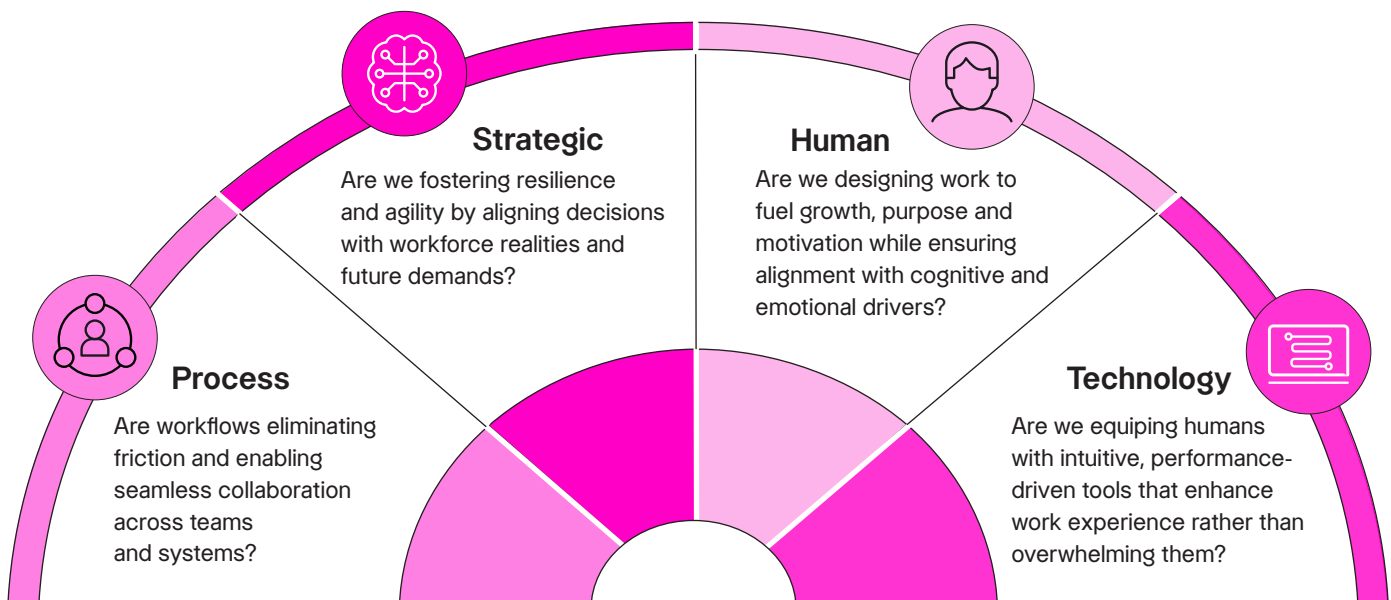 Strategic
Are we fostering resilience
and agility by aligning decisions
with workforce realities and
future demands?
Human
Are we designing work to
fuel growth, purpose and
motivation while ensuring
alignment with cognitive and
emotional drivers?
Process
Are workflows eliminating
friction and enabling
seamless collaboration
across teams
and systems?
Technology
Are we equiping humans
with intuitive, performance-
driven tools that enhance
work experience rather than
overwhelming them?